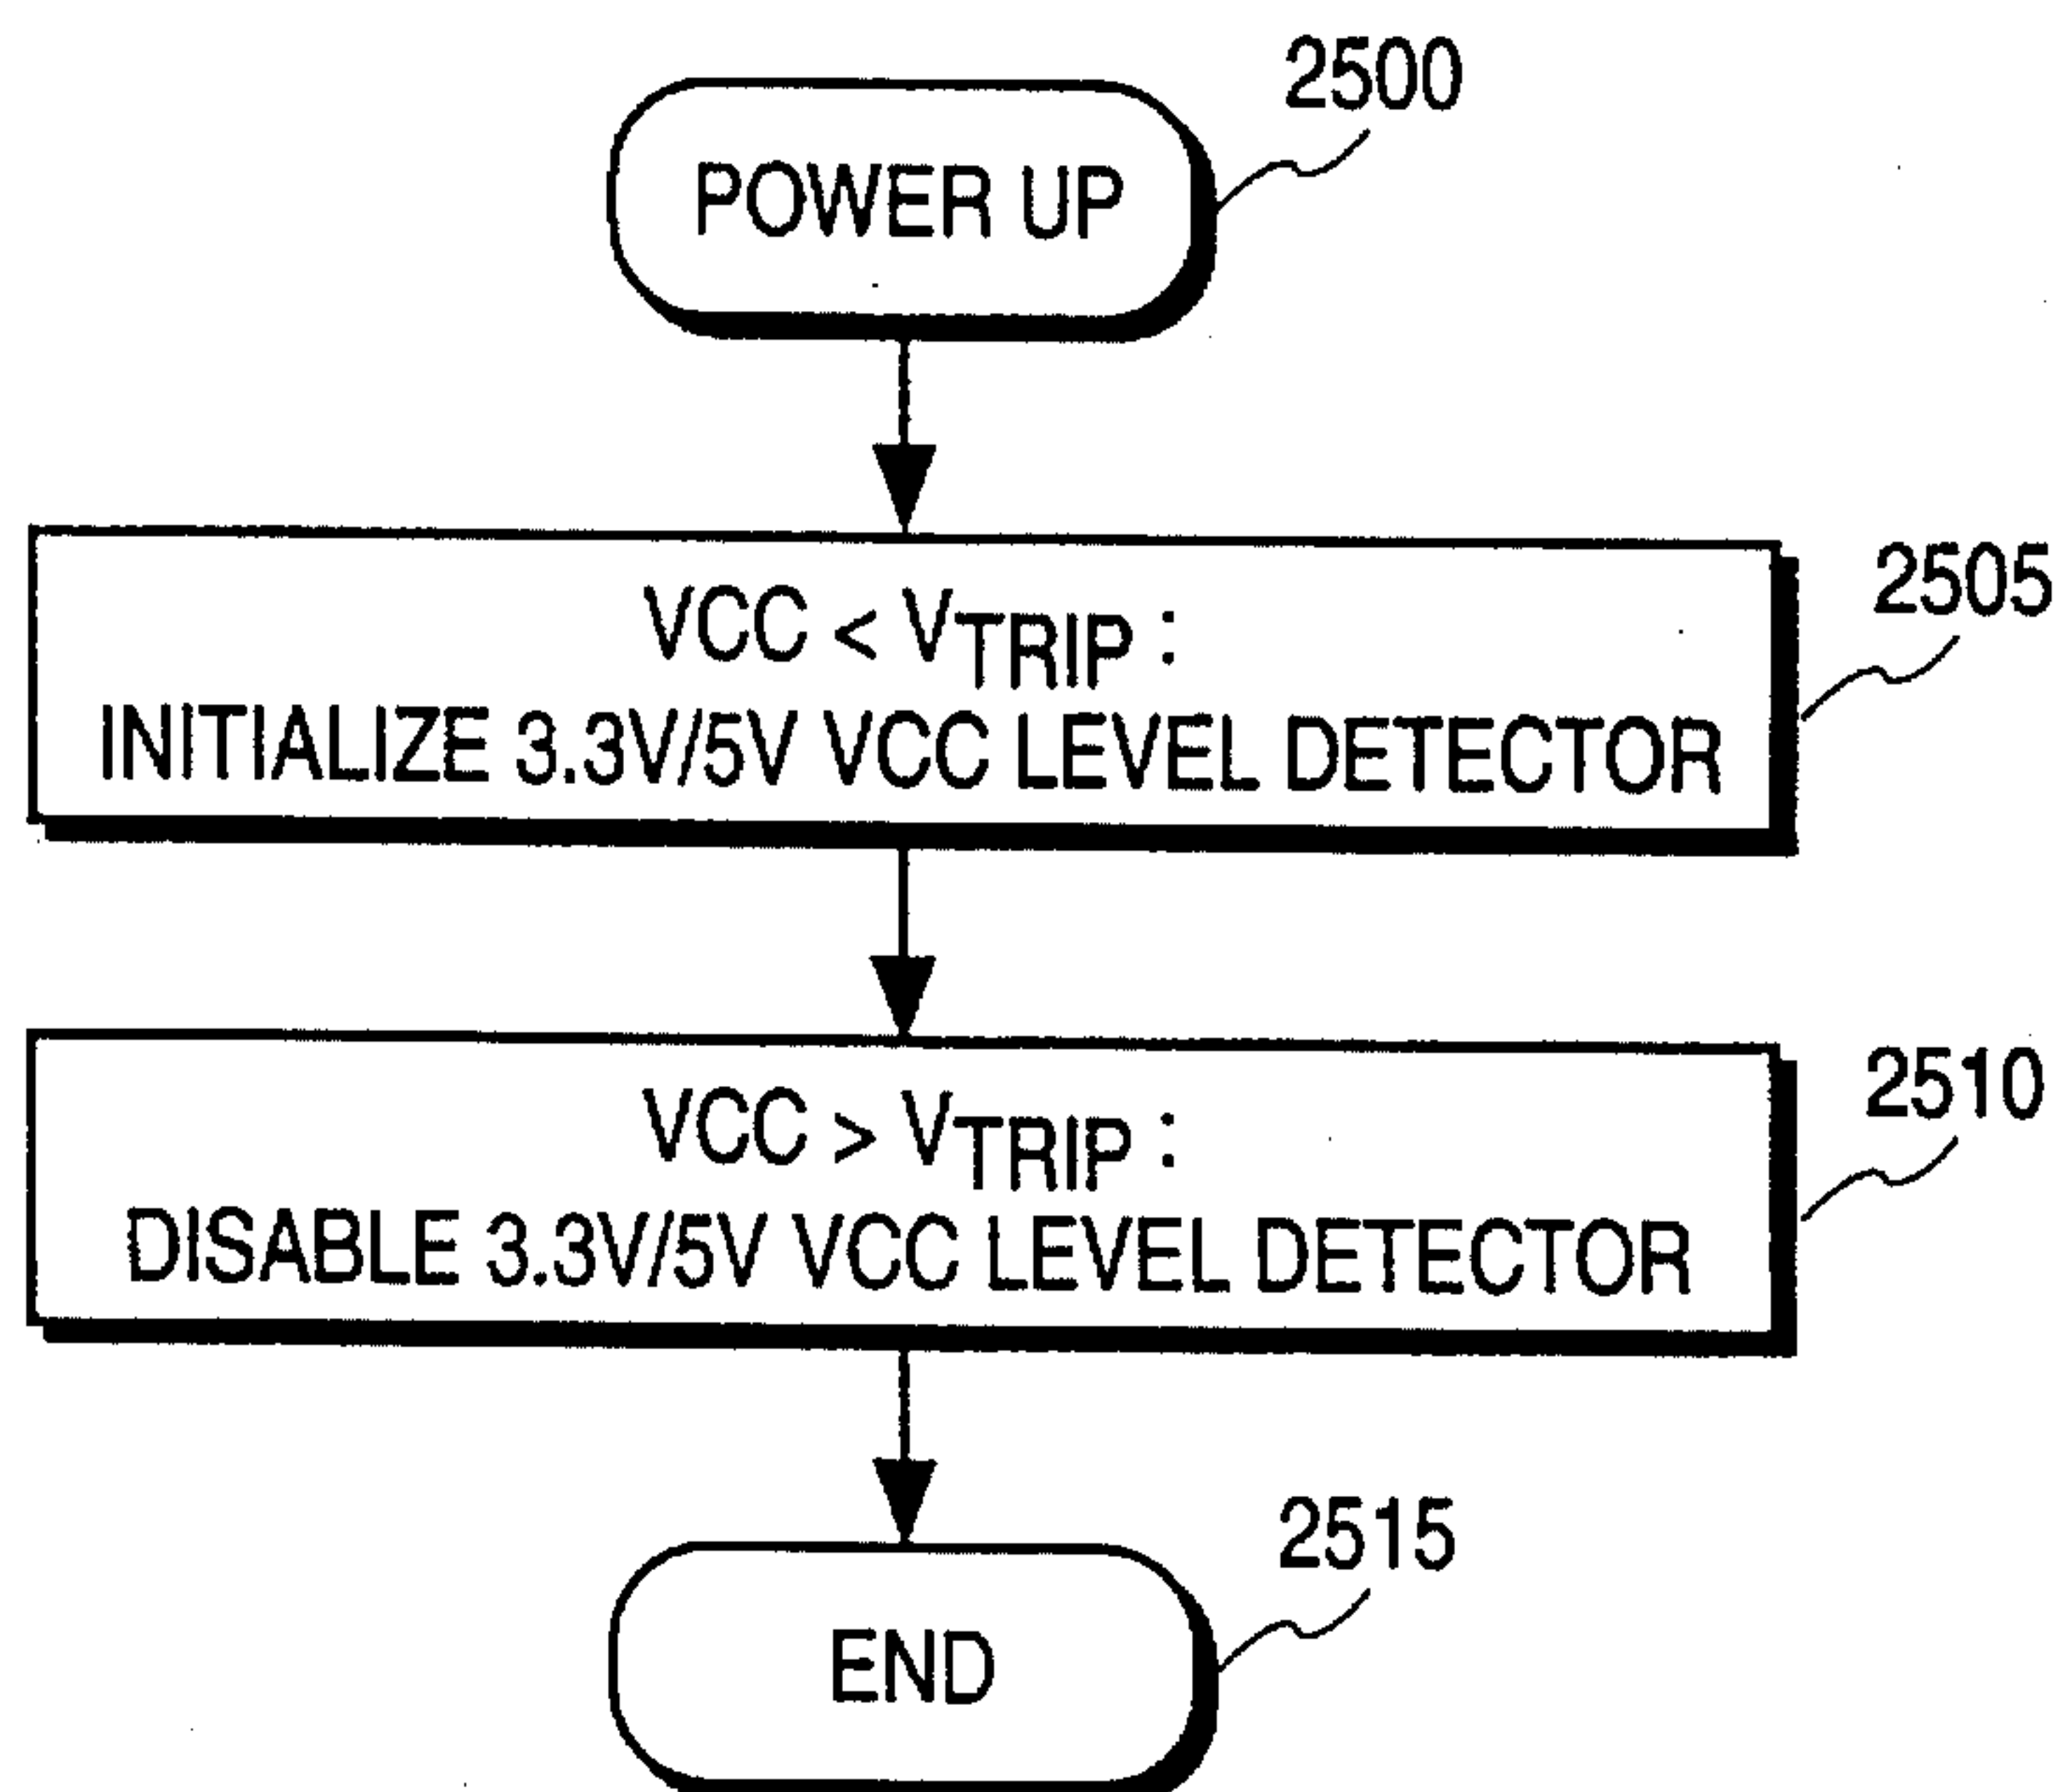 2500
POWER UP
2505
VCC < VTRIP :
INITIALIZE 3.3V/5V VCC LEVEL DETECTOR
2510
VCC > VTRIP :
DISABLE 3.3V/5V VCC LEVEL DETECTOR
2515
END